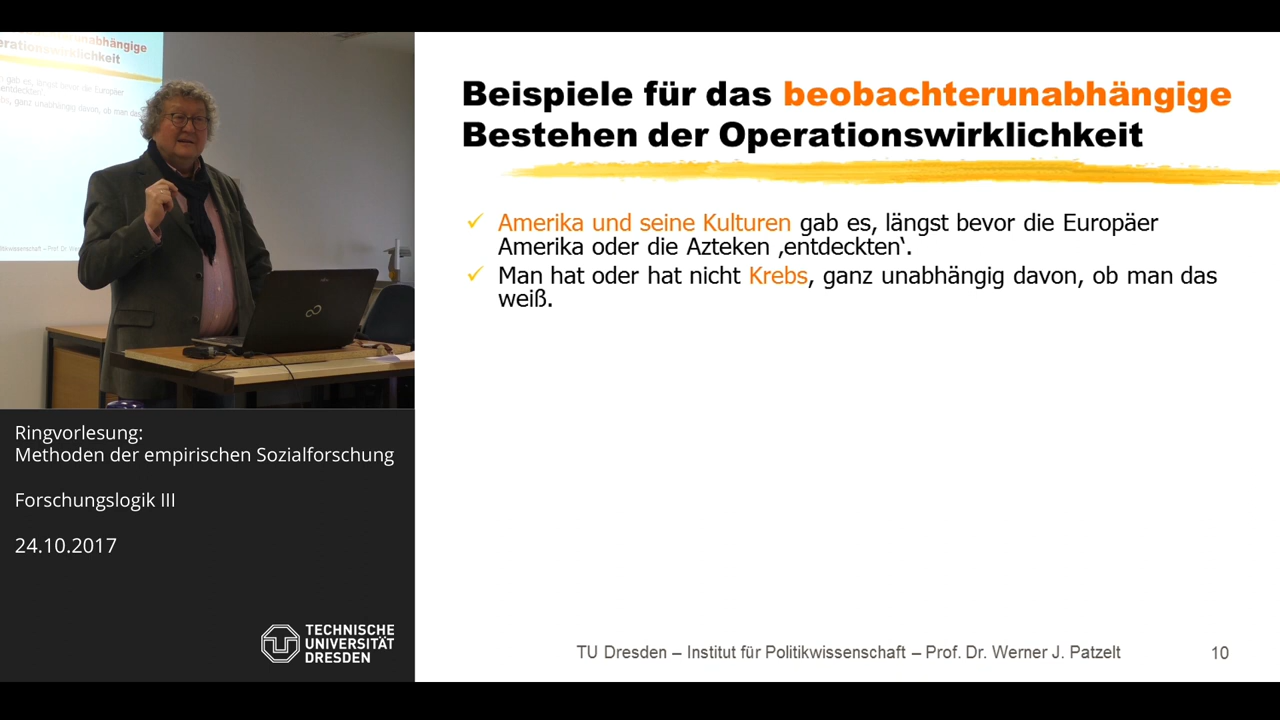 Beispiele für das beobachterunabhängige
Bestehen der Operationswirklichkeit
Amerika und seine Kulturen gab es, längst bevor die Europäer
Amerika oder die Azteken ‚entdeckten‘.
Man hat oder hat nicht Krebs, ganz unabhängig davon, ob man das
weiß.
TU Dresden – Institut für Politikwissenschaft – Prof. Dr. Werner J. Patzelt
10
Ringvorlesung:
Methoden der empirischen Sozialforschung
Forschungslogik III
24.10.2017
TECHNISCHE
UNIVERSITÄT
DRESDEN